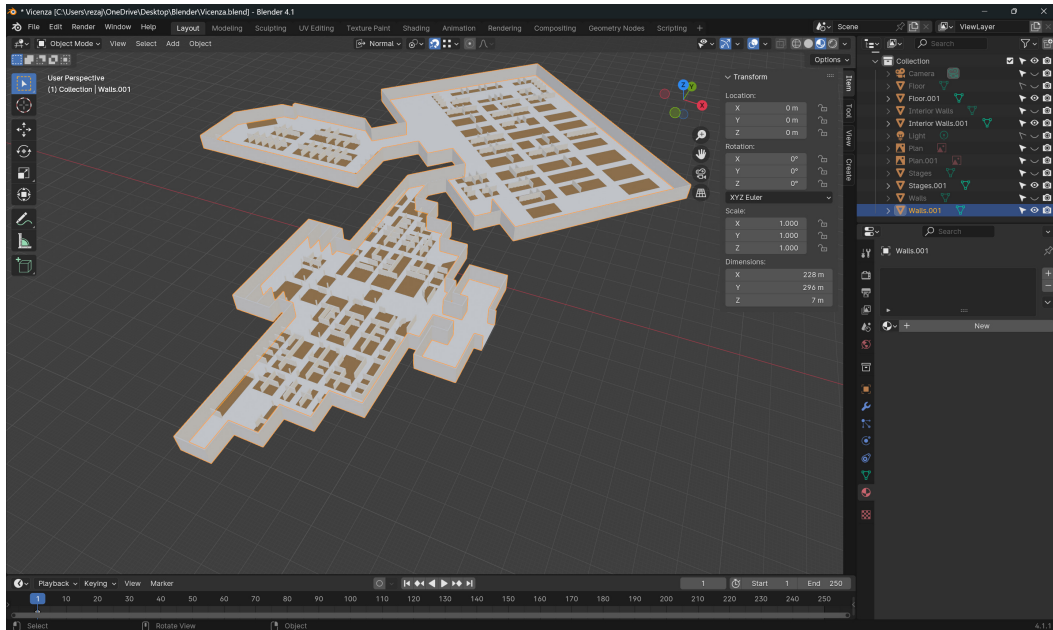 * Vicenza [C:\Users\rezaj\OneDrive\Desktop\Blender\Vicenza.blend] - Blender 4.1
File Edit Render Window Help Layout Modeling Sculpting UV Editing Texture Paint Shading Animation Rendering Compositing Geometry Nodes Scripting + Scene ViewLayer
Object Mode View Select Add Object Normal Search
Options
User Perspective
(1) Collection | Walls.001
Z
X
Transform
Location:
X 0 m
Y 0 m
Z 0 m
Rotation:
X 0°
Y 0°
Z 0°
XYZ Euler
Scale:
X 1.000
Y 1.000
Z 1.000
Dimensions:
X 228 m
Y 296 m
Z 7 m
Item
Tool
View
Create
Collection
Camera
Floor
Floor.001
Interior Walls
Interior Walls.001
Light
Plan
Plan.001
Stages
Stages.001
Walls
Walls.001
Search
Walls.001
+ New
Playback Keying View Marker 1 Start 1 End 250
1 10 20 30 40 50 60 70 80 90 100 110 120 130 140 150 160 170 180 190 200 210 220 230 240 250
Select Rotate View Object 4.1.1